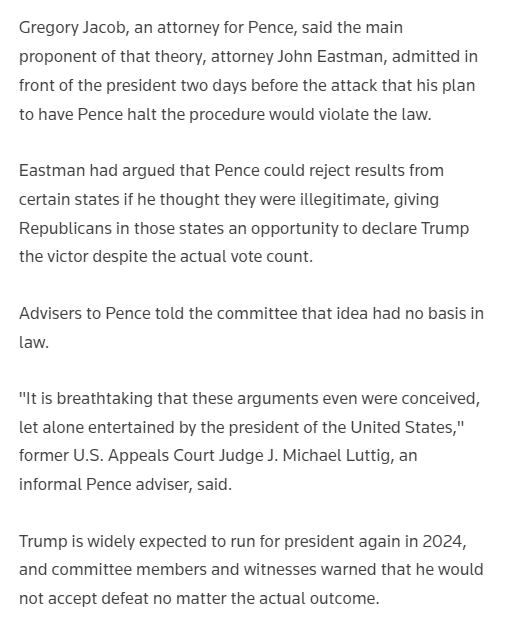 Gregory Jacob, an attorney for Pence, said the main
proponent of that theory, attorney John Eastman, admitted in
front of the president two days before the attack that his plan
to have Pence halt the procedure would violate the law.
Eastman had argued that Pence could reject results from
certain states if he thought they were illegitimate, giving
Republicans in those states an opportunity to declare Trump
the victor despite the actual vote count.
Advisers to Pence told the committee that idea had no basis in
law.
"It is breathtaking that these arguments even were conceived,
let alone entertained by the president of the United States,"
former U.S. Appeals Court Judge J. Michael Luttig, an
informal Pence adviser, said.
Trump is widely expected to run for president again in 2024,
and committee members and witnesses warned that he would
not accept defeat no matter the actual outcome.